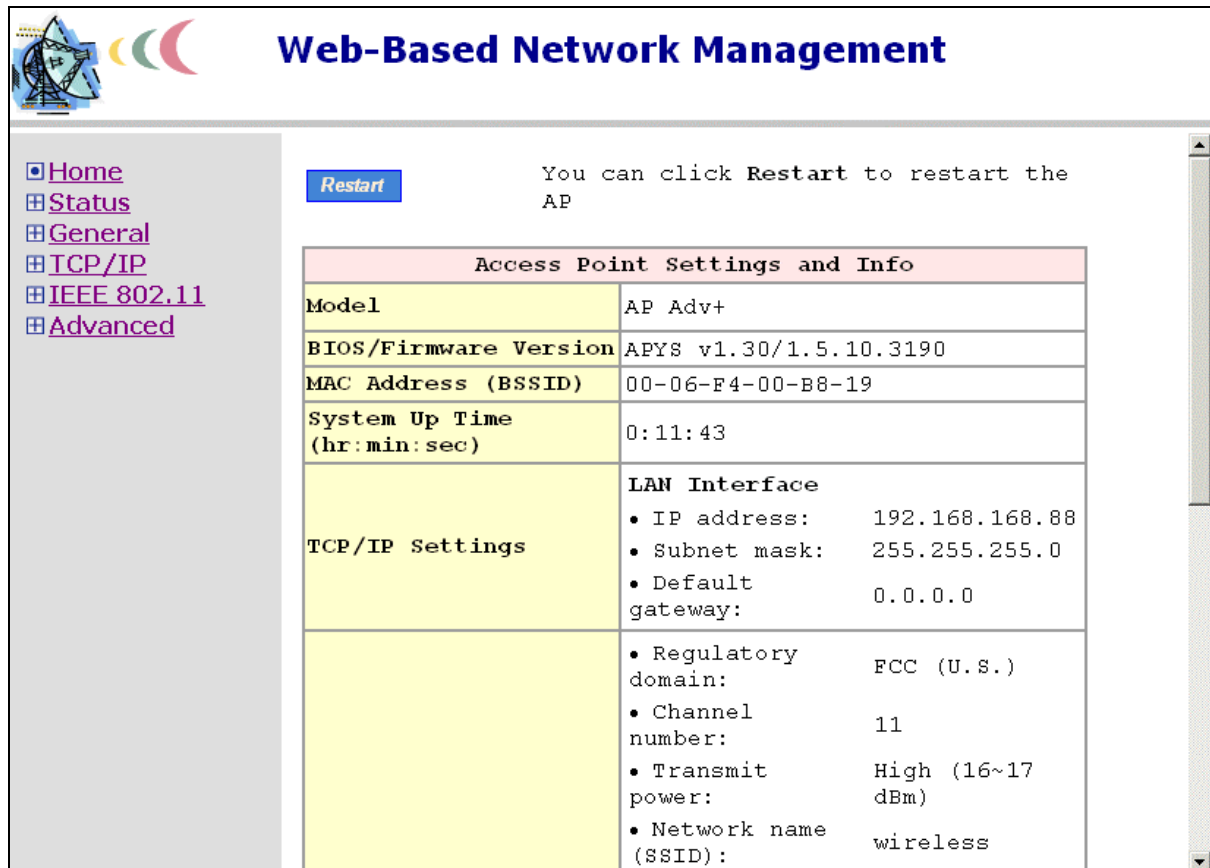 Web-Based Network Management
Home
Status
General
TCP/IP
IEEE 802.11
Advanced
Restart
You can click Restart to restart the
AP
Access Point Settings and Info
Model AP Adv+
BIOS/Firmware Version APYS v1.30/1.5.10.3190
MAC Address (BSSID) 00-06-F4-00-B8-19
System Up Time
(hr:min:sec) 0:11:43
TCP/IP Settings
LAN Interface
• IP address: 192.168.168.88
• Subnet mask: 255.255.255.0
• Default
gateway: 0.0.0.0
• Regulatory
domain: FCC (U.S.)
• Channel
number: 11
• Transmit
power: High (16~17
dBm)
• Network name
(SSID): wireless